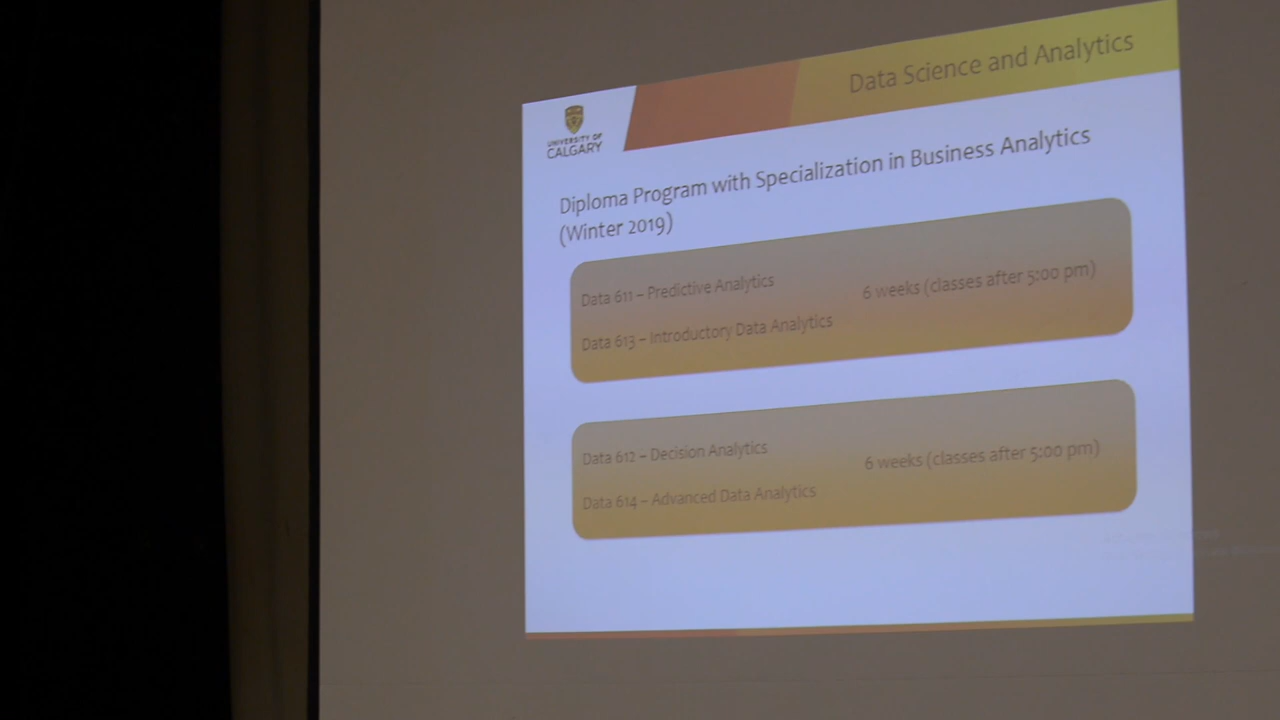 Data Science and Analytics
UNIVERSITY OF
CALGARY
Diploma Program with Specialization in Business Analytics
(Winter 2019)
Data 611 – Predictive Analytics
6 weeks (classes after 5:00 pm)
Data 613 – Introductory Data Analytics
Data 612 – Decision Analytics
6 weeks (classes after 5:00 pm)
Data 614 – Advanced Data Analytics